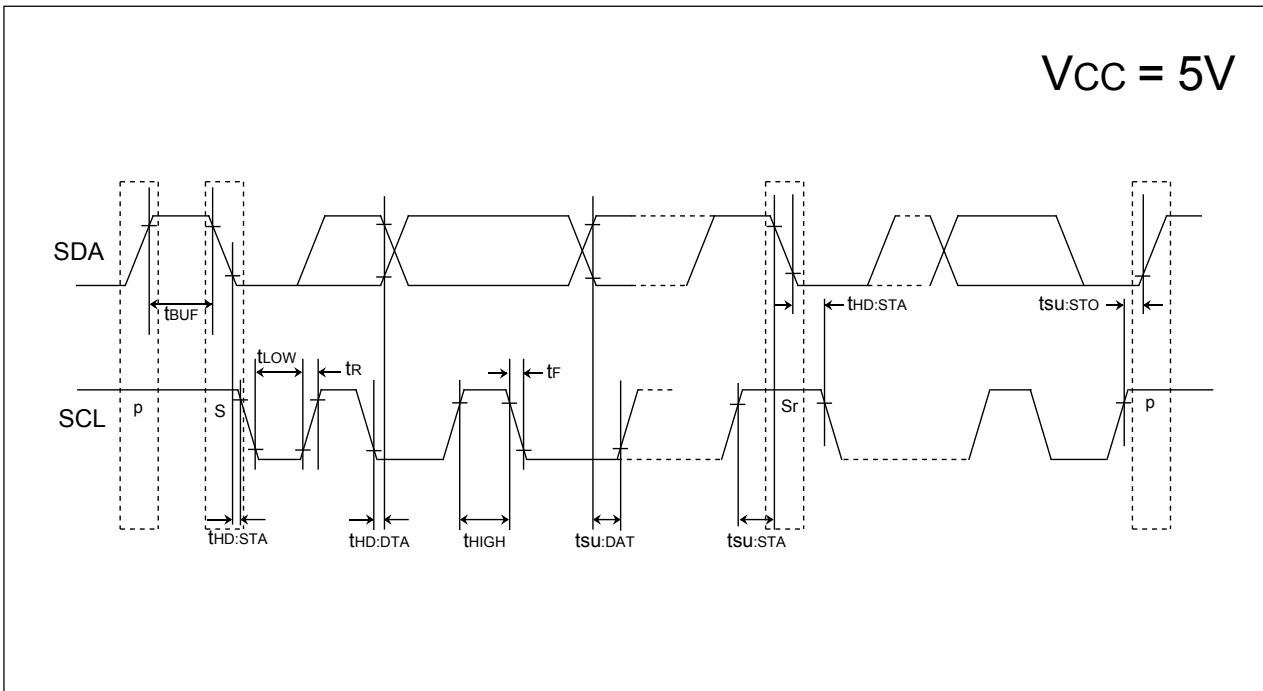 VCC = 5V
SDA
tBUF
tHD:STA
tsu:STO
tLOW
tR
tF
SCL
p
S
Sr
p
tHD:STA
tHD:DTA
tHIGH
tsu:DAT
tsu:STA